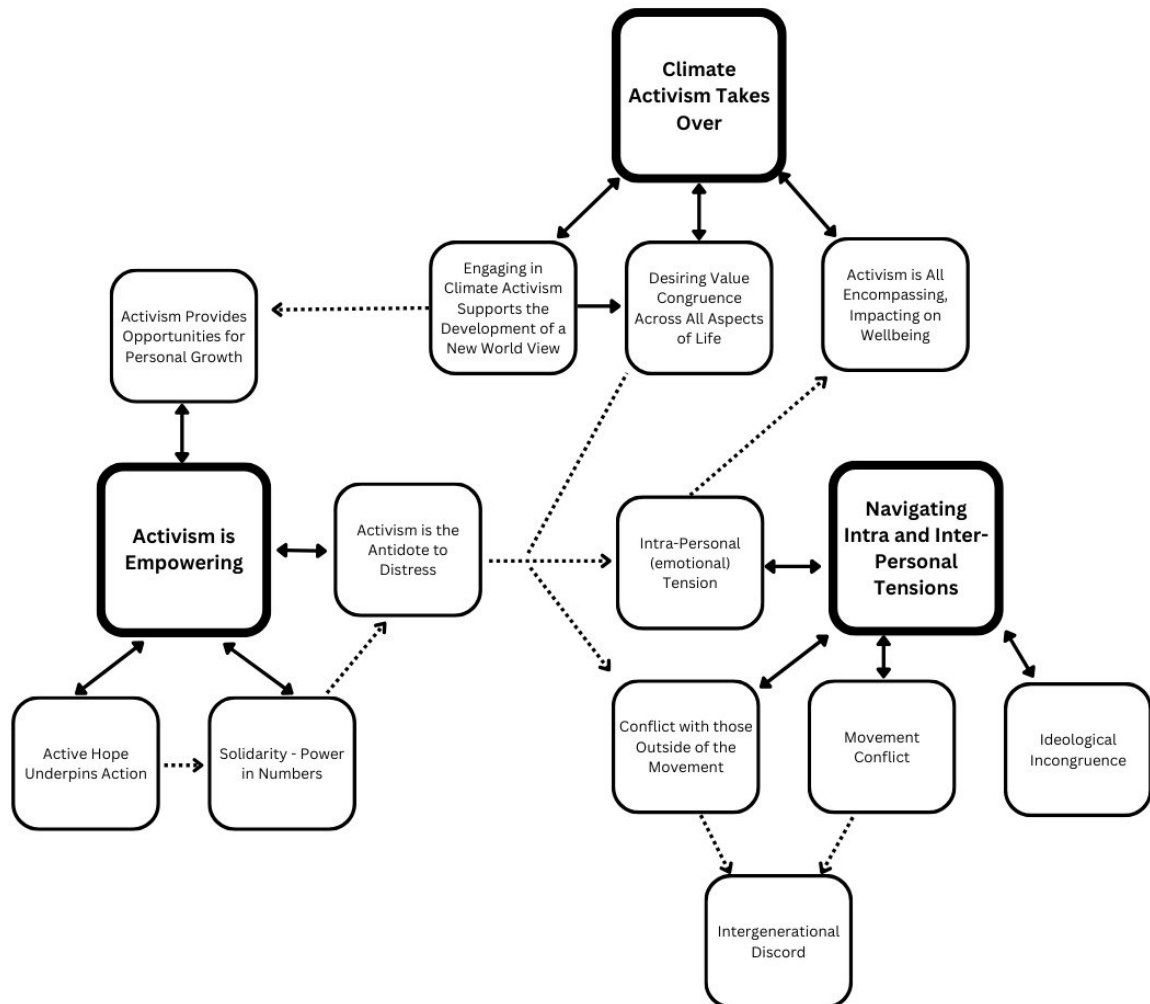 Climate
Activism Takes
Over
Engaging in
Climate Activism
Supports the
Development of a
New World View
Desiring Value
Congruence
Across All Aspects
of Life
Activism is All
Encompassing,
Impacting on
Wellbeing
Activism Provides
Opportunities for
Personal Growth
Activism is
Empowering
Activism is the
Antidote to
Distress
Intra-Personal
(emotional)
Tension
Navigating
Intra and Inter-
Personal
Tensions
Active Hope
Underpins Action
Solidarity - Power
in Numbers
Conflict with those
Outside of the
Movement
Movement
Conflict
Ideological
Incongruence
Intergenerational
Discord